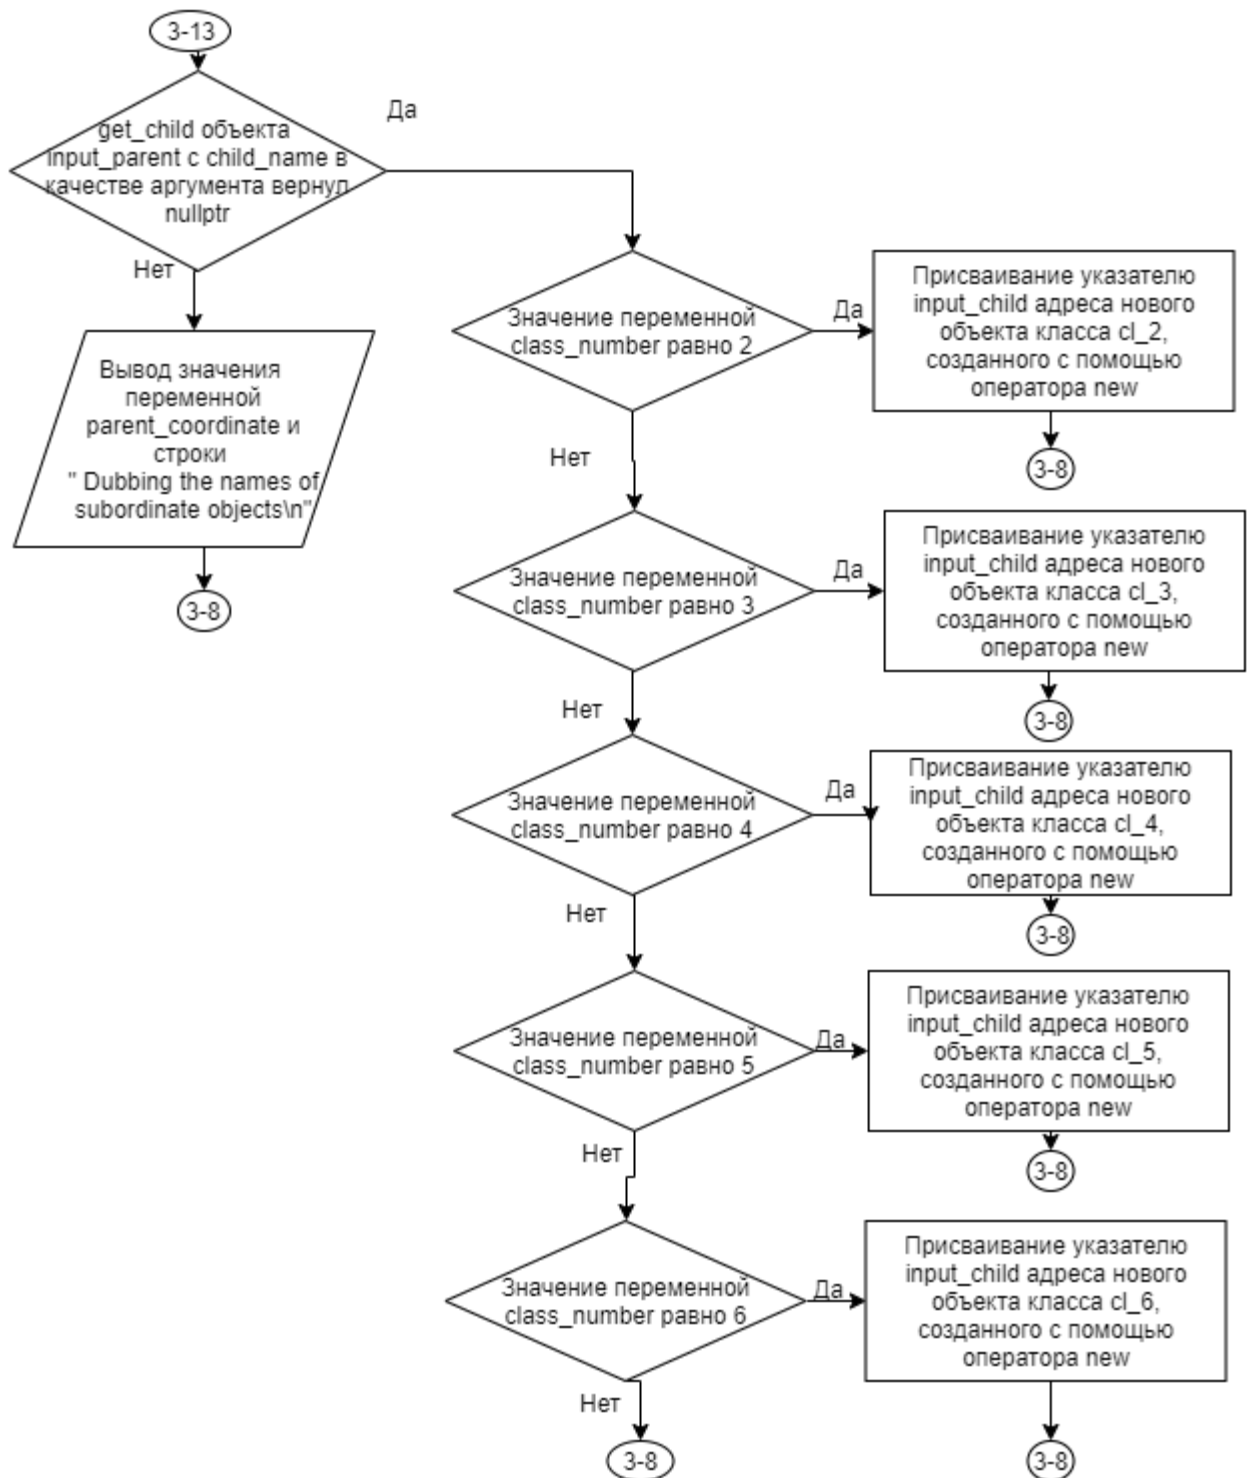 3-13
Да
get_child объекта
input_parent с child_name в
качестве аргумента вернул
nullptr
Нет
Вывод значения
переменной
parent_coordinate и
строки
" Dubbing the names of
subordinate objects\n"
3-8
Значение переменной
class_number равно 2
Да
Присваивание указателю
input_child адреса нового
объекта класса cl_2,
созданного с помощью
оператора new
3-8
Нет
Значение переменной
class_number равно 3
Да
Присваивание указателю
input_child адреса нового
объекта класса cl_3,
созданного с помощью
оператора new
3-8
Нет
Значение переменной
class_number равно 4
Да
Присваивание указателю
input_child адреса нового
объекта класса cl_4,
созданного с помощью
оператора new
3-8
Нет
Значение переменной
class_number равно 5
Да
Присваивание указателю
input_child адреса нового
объекта класса cl_5,
созданного с помощью
оператора new
3-8
Нет
Значение переменной
class_number равно 6
Да
Присваивание указателю
input_child адреса нового
объекта класса cl_6,
созданного с помощью
оператора new
3-8
Нет
3-8